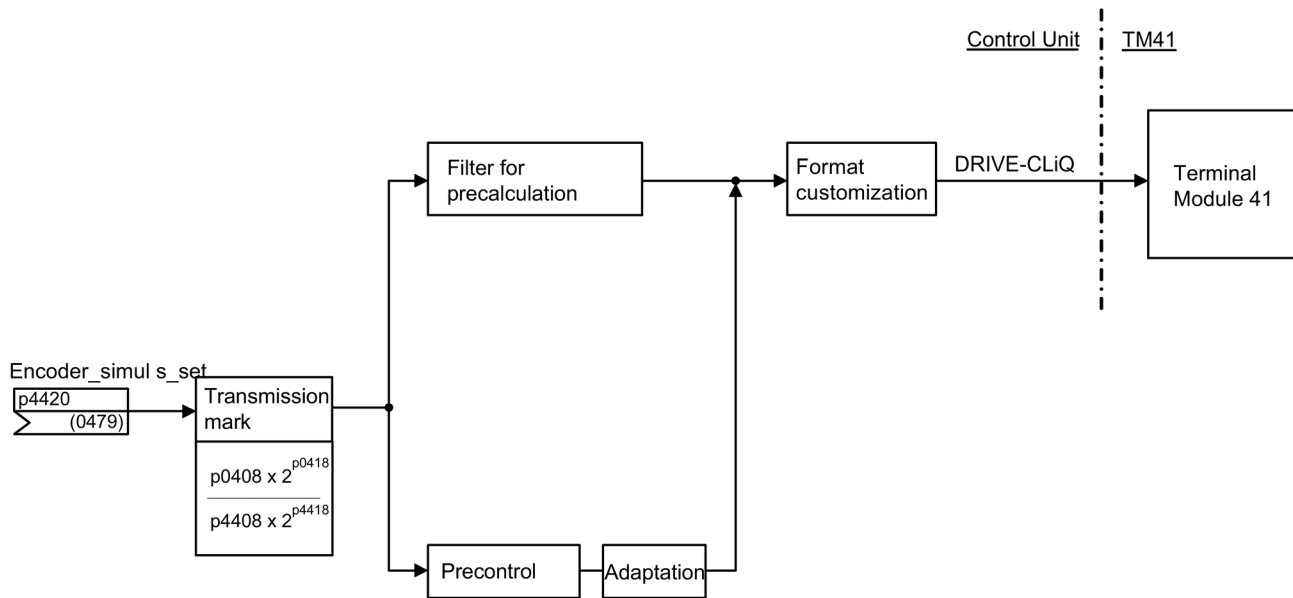 Control Unit
TM41
Filter for
precalculation
Format
customization
DRIVE-CLiQ
Terminal
Module 41
Encoder_simul s_set
p4420
(0479)
Transmission
mark
p0408 x 2^p0418
p4408 x 2^p4418
Precontrol
Adaptation